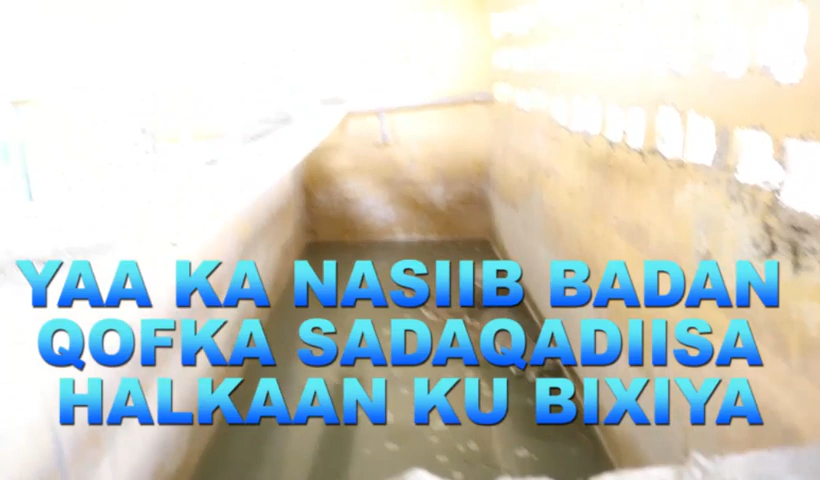 YAA KA NASIIB BADAN
QOFKA SADAQADIISA
HALKAAN KU BIXIYA